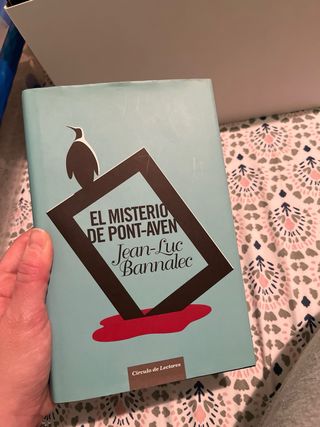 EL MISTERIO
DE PONT-AVEN
Jean-Luc
Bannalec
Círculo de Lectores